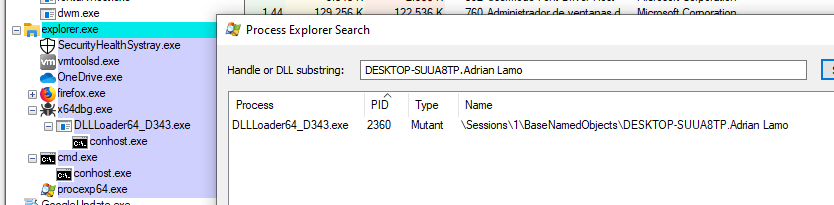 dwm.exe
1.44 129.256 K 122.536 K 760 Administrador de ventanas d... Microsoft Corporation
explorer.exe
SecurityHealthSystray.exe
vmtoolsd.exe
OneDrive.exe
firefox.exe
x64dbg.exe
DLLLoader64_D343.exe
conhost.exe
cmd.exe
conhost.exe
procexp64.exe
Process Explorer Search
Handle or DLL substring: DESKTOP-SUUA8TP.Adrian Lamo
Process PID Type Name
DLLLoader64_D343.exe 2360 Mutant \Sessions\1\BaseNamedObjects\DESKTOP-SUUA8TP.Adrian Lamo